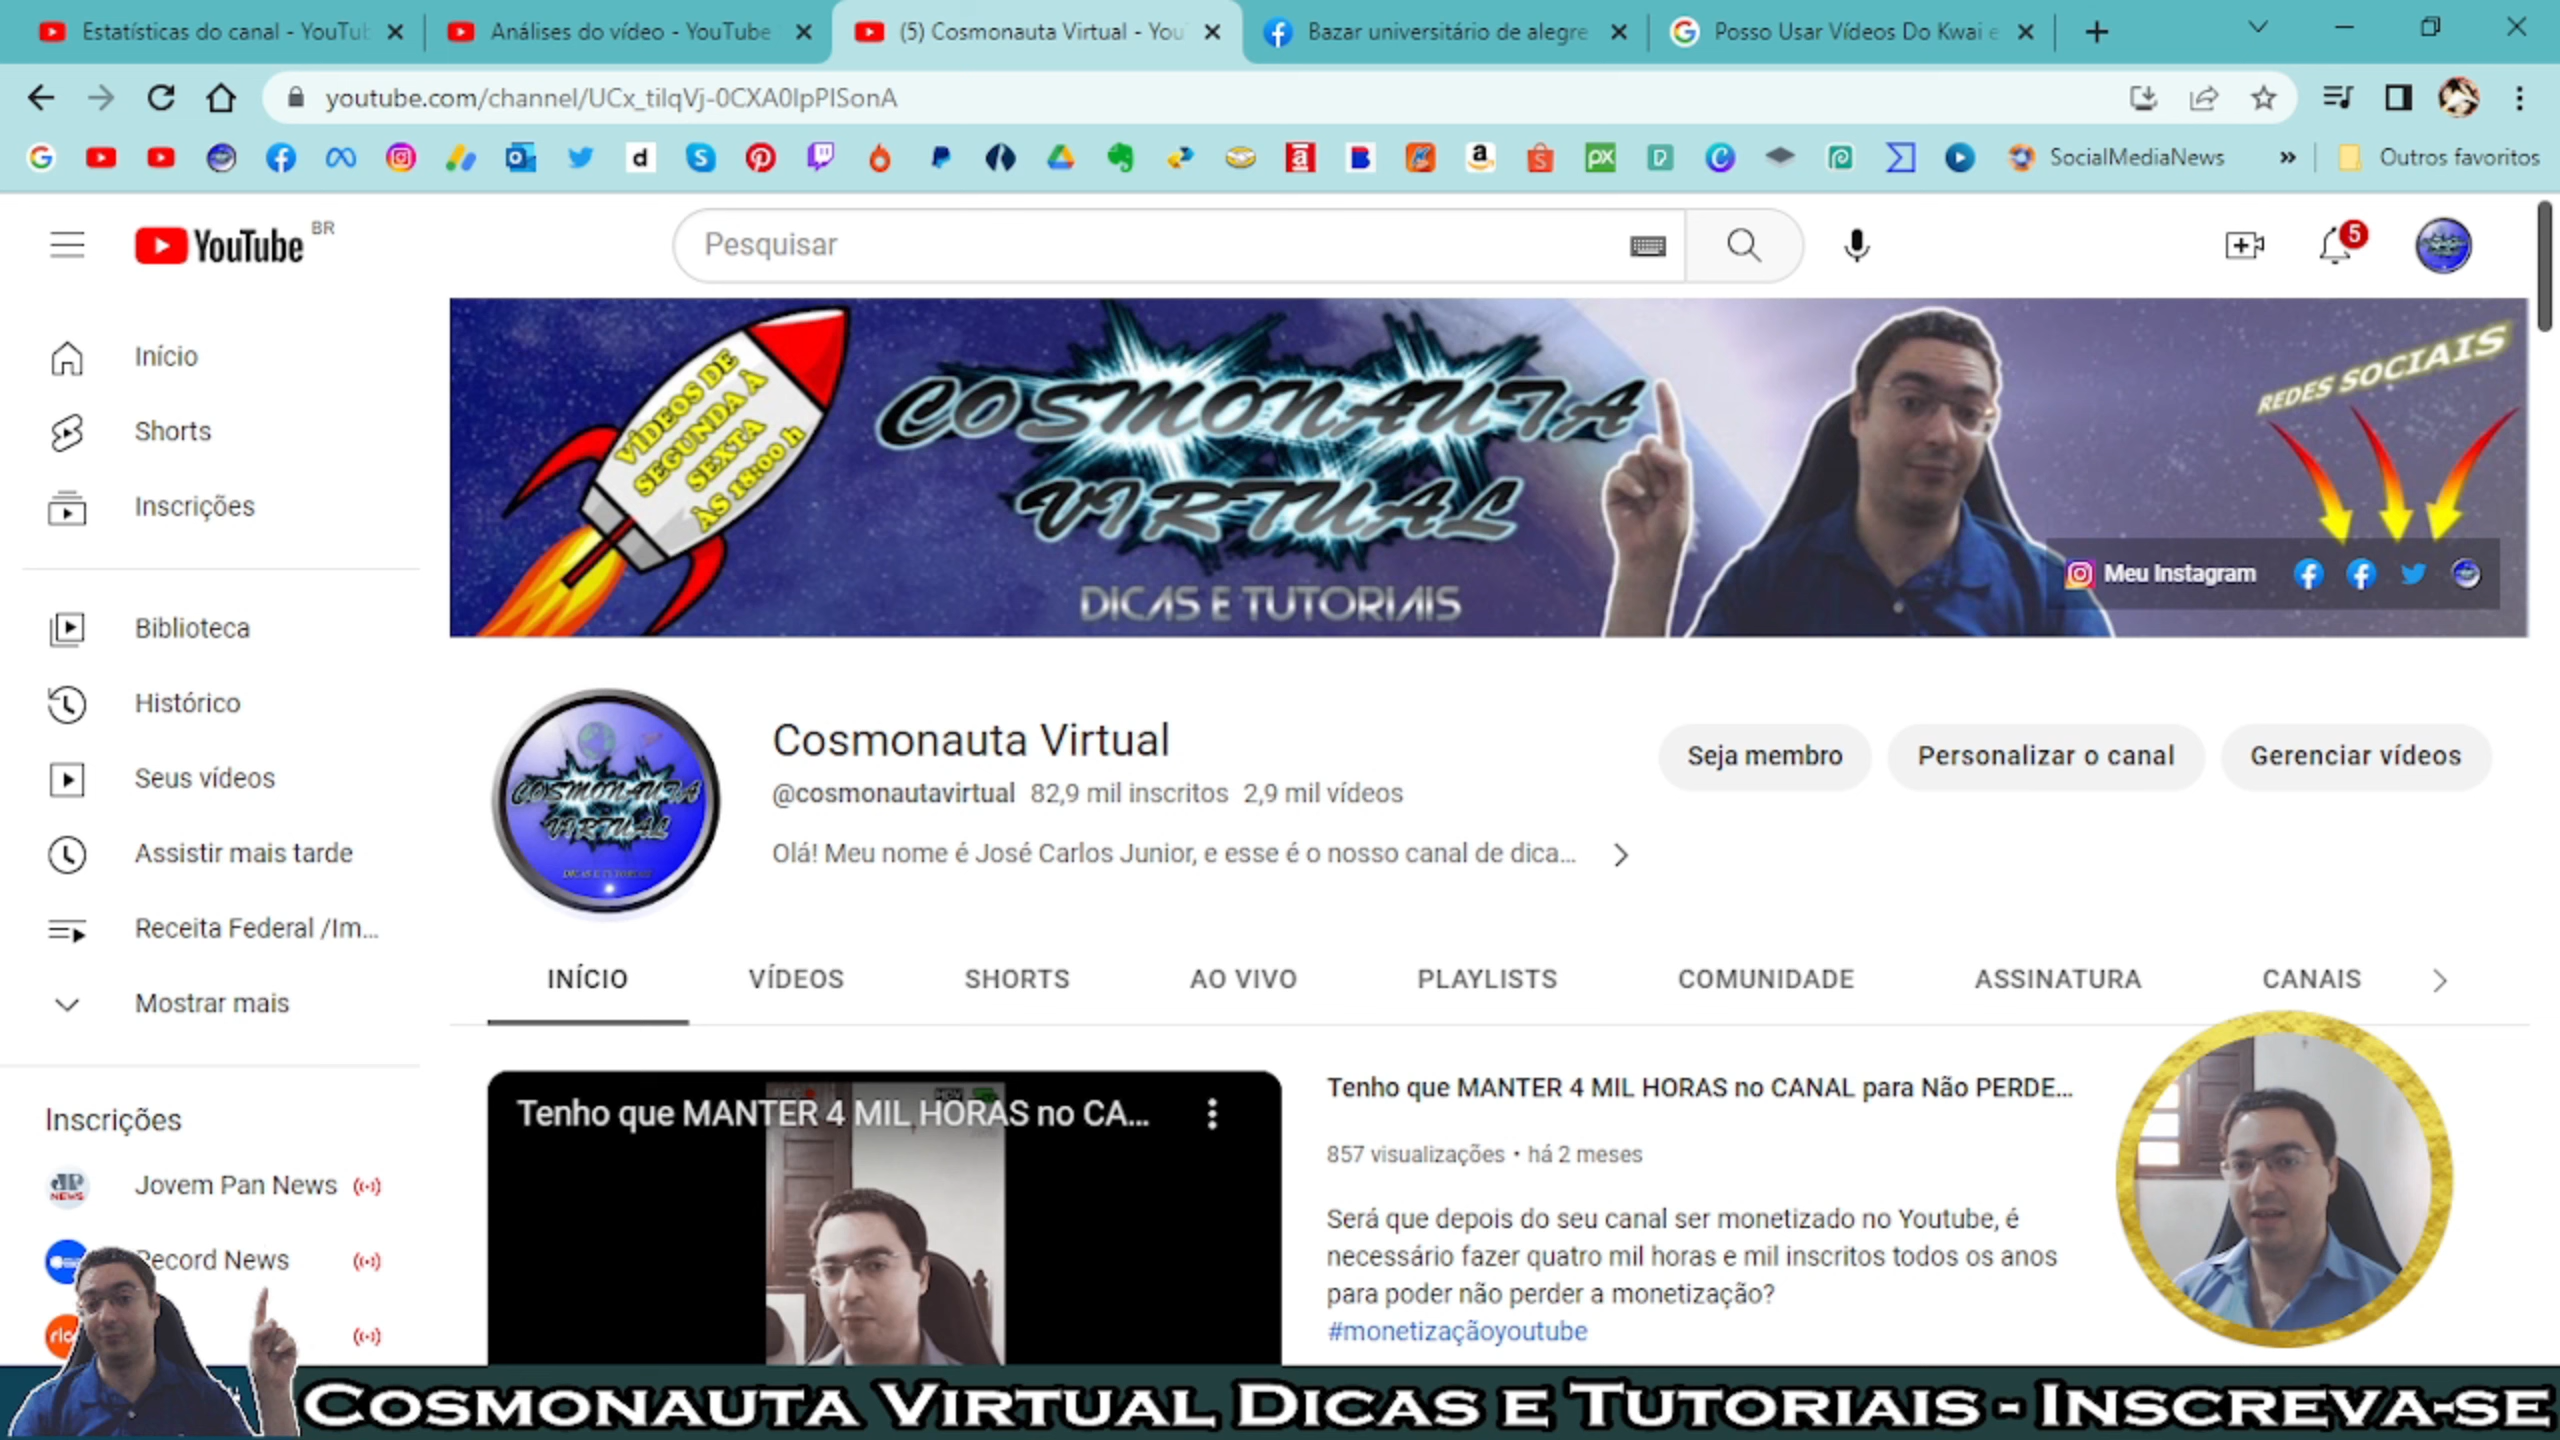 Estatísticas do canal - YouTub
Análises do vídeo - YouTube
(5) Cosmonauta Virtual - You
Bazar universitário de alegre
Posso Usar Vídeos Do Kwai e
youtube.com/channel/UCx_tilqVj-0CXA0lpPlSonA
SocialMediaNews
»
Outros favoritos
YouTube BR
Pesquisar
5
Início
Shorts
Inscrições
Biblioteca
Histórico
Seus vídeos
Assistir mais tarde
Receita Federal /Im...
Mostrar mais
Inscrições
Jovem Pan News
Record News
VÍDEOS DE
SEGUNDA À
SEXTA
ÀS 18:00 h
COSMONAUTA
VIRTUAL
DICAS E TUTORIAIS
REDES SOCIAIS
Meu Instagram
COSMONAUTA
VIRTUAL
DICAS E TUTORIAIS
Cosmonauta Virtual
@cosmonautavirtual 82,9 mil inscritos 2,9 mil vídeos
Olá! Meu nome é José Carlos Junior, e esse é o nosso canal de dica...
Seja membro
Personalizar o canal
Gerenciar vídeos
INÍCIO
VÍDEOS
SHORTS
AO VIVO
PLAYLISTS
COMUNIDADE
ASSINATURA
CANAIS
Tenho que MANTER 4 MIL HORAS no CA...
Tenho que MANTER 4 MIL HORAS no CANAL para Não PERDE...
857 visualizações • há 2 meses
Será que depois do seu canal ser monetizado no Youtube, é
necessário fazer quatro mil horas e mil inscritos todos os anos
para poder não perder a monetização?
#monetizaçãoyoutube
COSMONAUTA VIRTUAL DICAS E TUTORIAIS - INSCREVA-SE